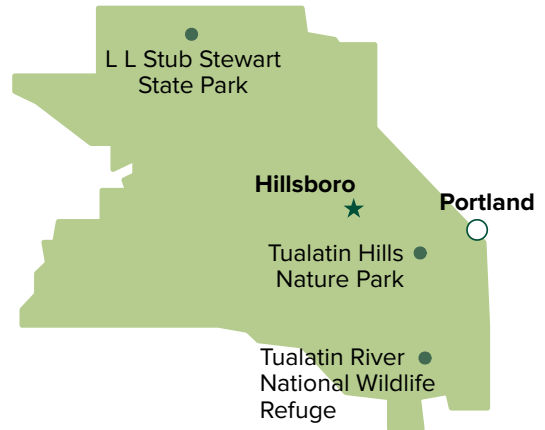 L L Stub Stewart
State Park
Hillsboro
Portland
Tualatin Hills
Nature Park
Tualatin River
National Wildlife
Refuge